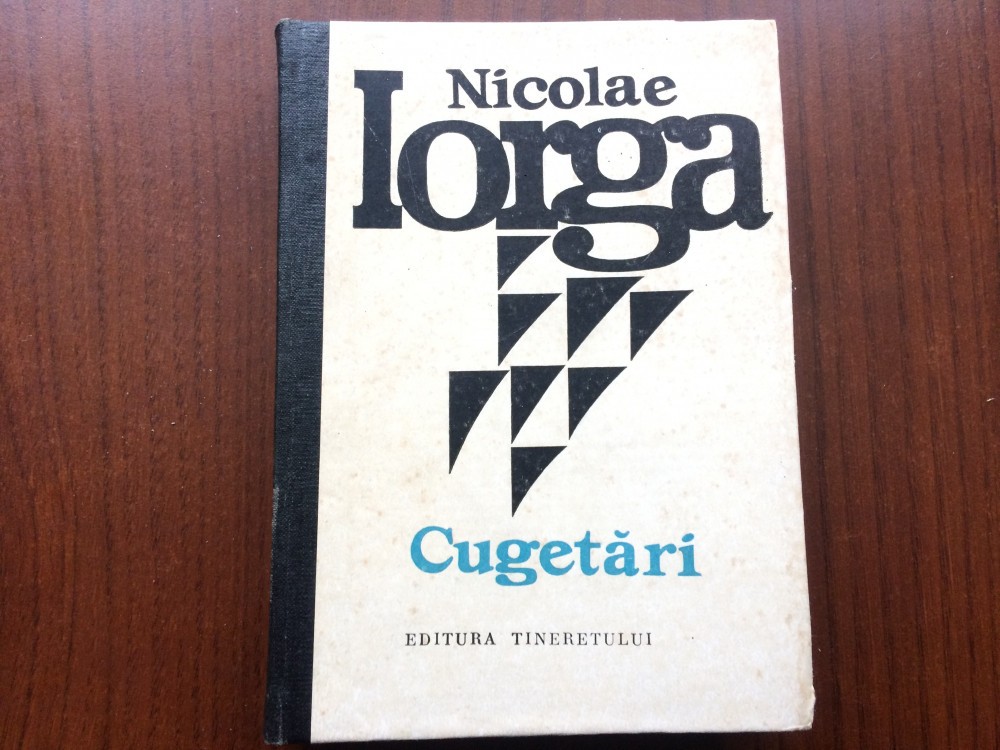 Nicolae
Iorga
Cugetări
EDITURA TINERETULUI